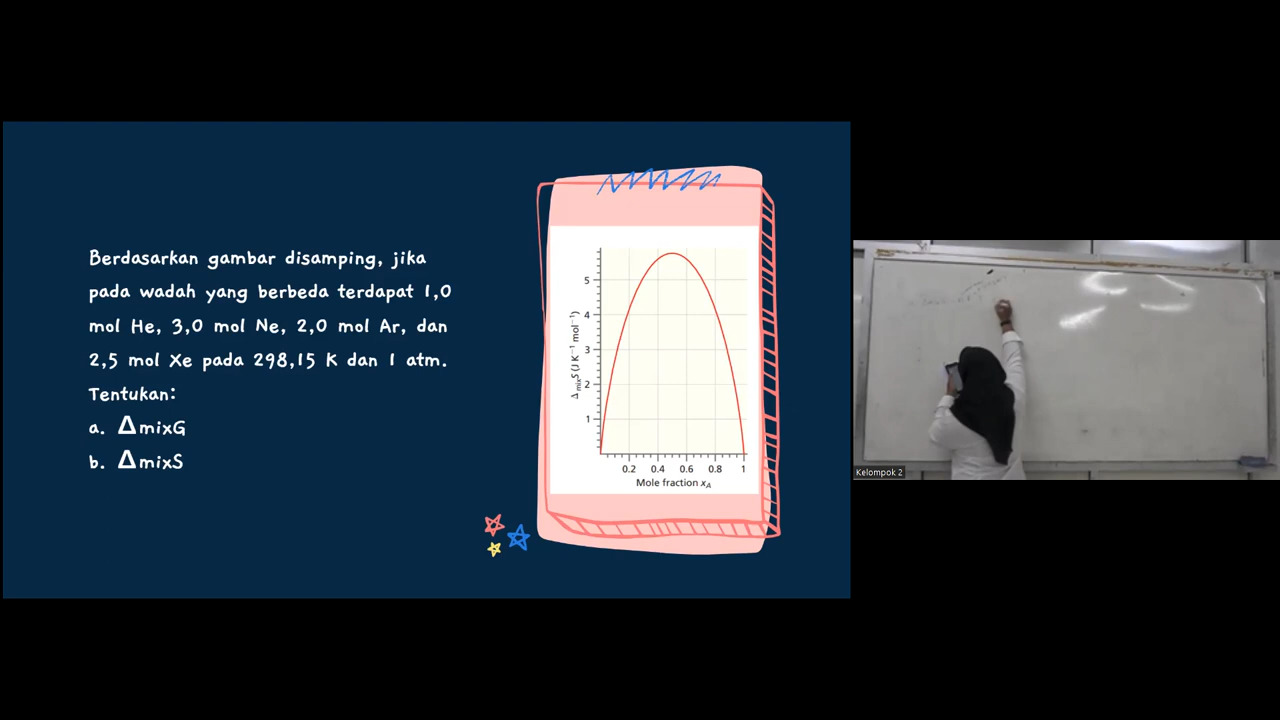 Berdasarkan gambar disamping, jika
pada wadah yang berbeda terdapat 1,0
mol He, 3,0 mol Ne, 2,0 mol Ar, dan
2,5 mol Xe pada 298,15 K dan 1 atm.
Tentukan:
a. ΔmixG
b. ΔmixS
5
4
3
2
1
ΔmixS (J K⁻¹ mol⁻¹)
0.2 0.4 0.6 0.8 1
Mole fraction xA
Kelompok 2